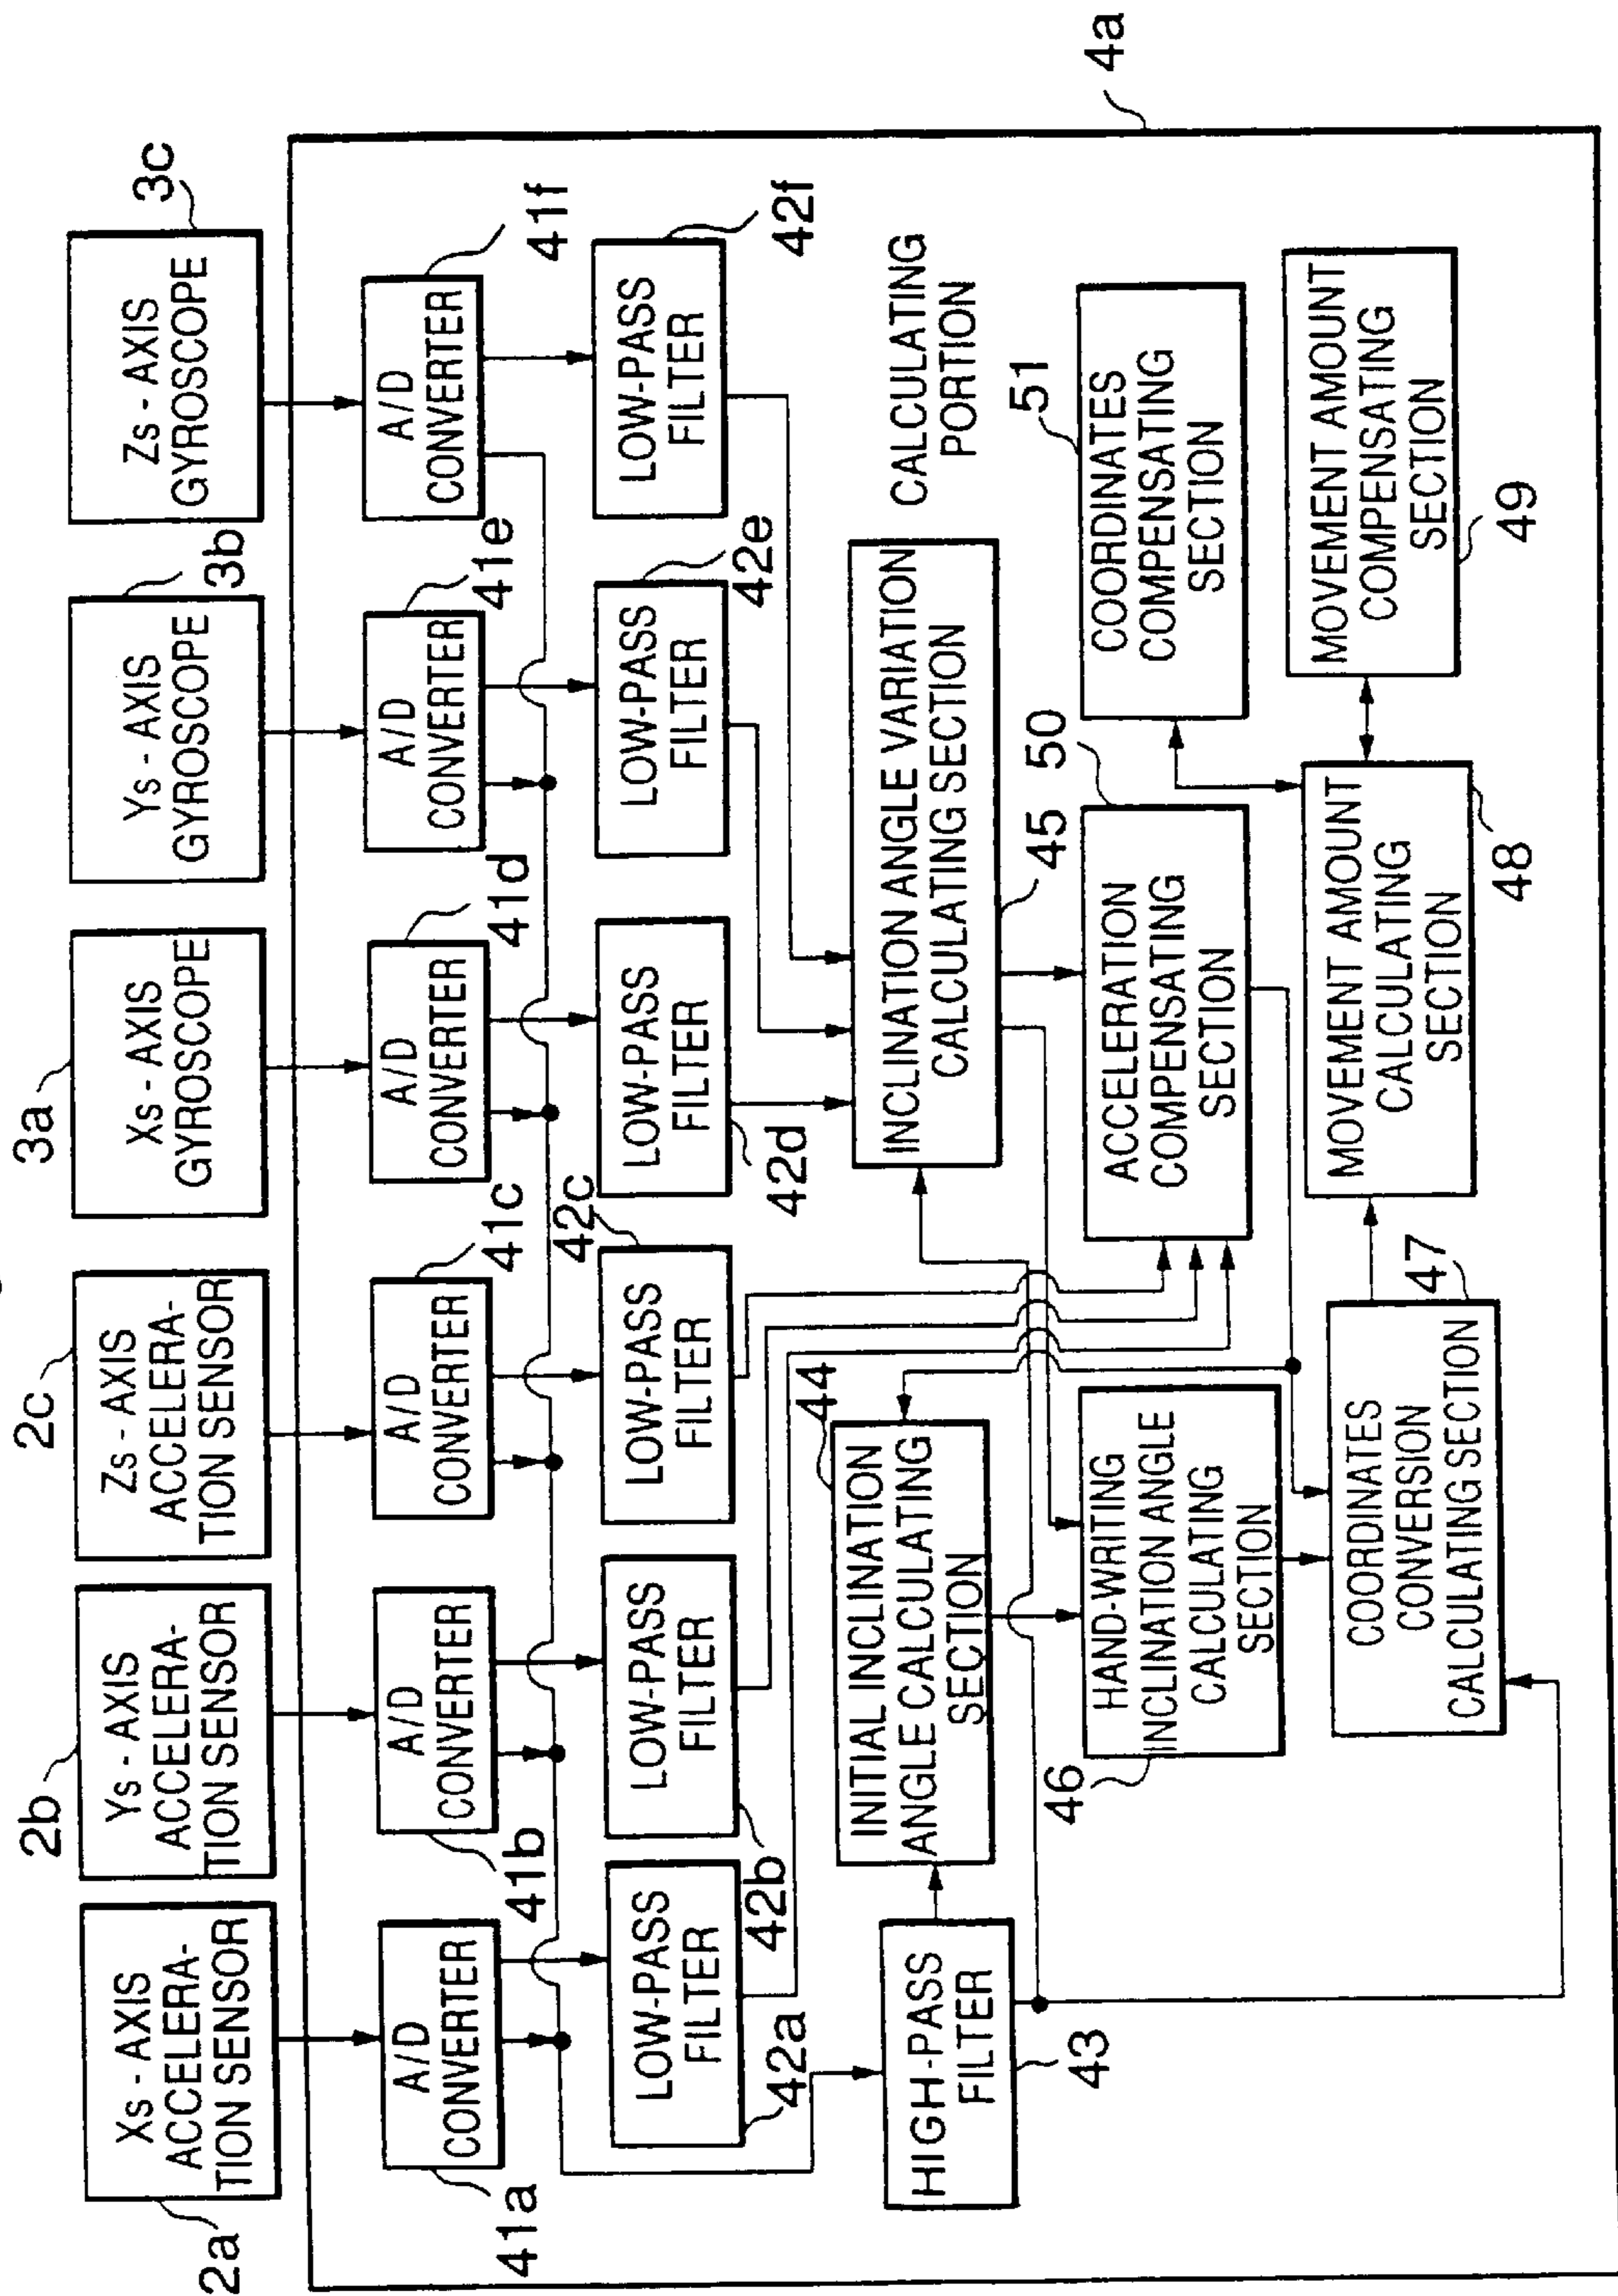 2a
Xs - AXIS
ACCELERA-
TION SENSOR
2b
Ys - AXIS
ACCELERA-
TION SENSOR
2c
Zs - AXIS
ACCELERA-
TION SENSOR
3a
Xs - AXIS
GYROSCOPE
3b
Ys - AXIS
GYROSCOPE
3c
Zs - AXIS
GYROSCOPE
4a
41a
A/D
CONVERTER
41b
A/D
CONVERTER
41c
A/D
CONVERTER
41d
A/D
CONVERTER
41e
A/D
CONVERTER
41f
A/D
CONVERTER
42a
LOW-PASS
FILTER
42b
LOW-PASS
FILTER
42c
LOW-PASS
FILTER
42d
LOW-PASS
FILTER
42e
LOW-PASS
FILTER
42f
LOW-PASS
FILTER
CALCULATING
PORTION
43
HIGH-PASS
FILTER
44
INITIAL INCLINATION
ANGLE CALCULATING
SECTION
INCLINATION ANGLE VARIATION
CALCULATING SECTION
45
46
HAND-WRITING
INCLINATION ANGLE
CALCULATING
SECTION
50
ACCELERATION
COMPENSATING
SECTION
51
COORDINATES
COMPENSATING
SECTION
47
COORDINATES
CONVERSION
CALCULATING SECTION
MOVEMENT AMOUNT
CALCULATING
SECTION
48
MOVEMENT AMOUNT
COMPENSATING
SECTION
49